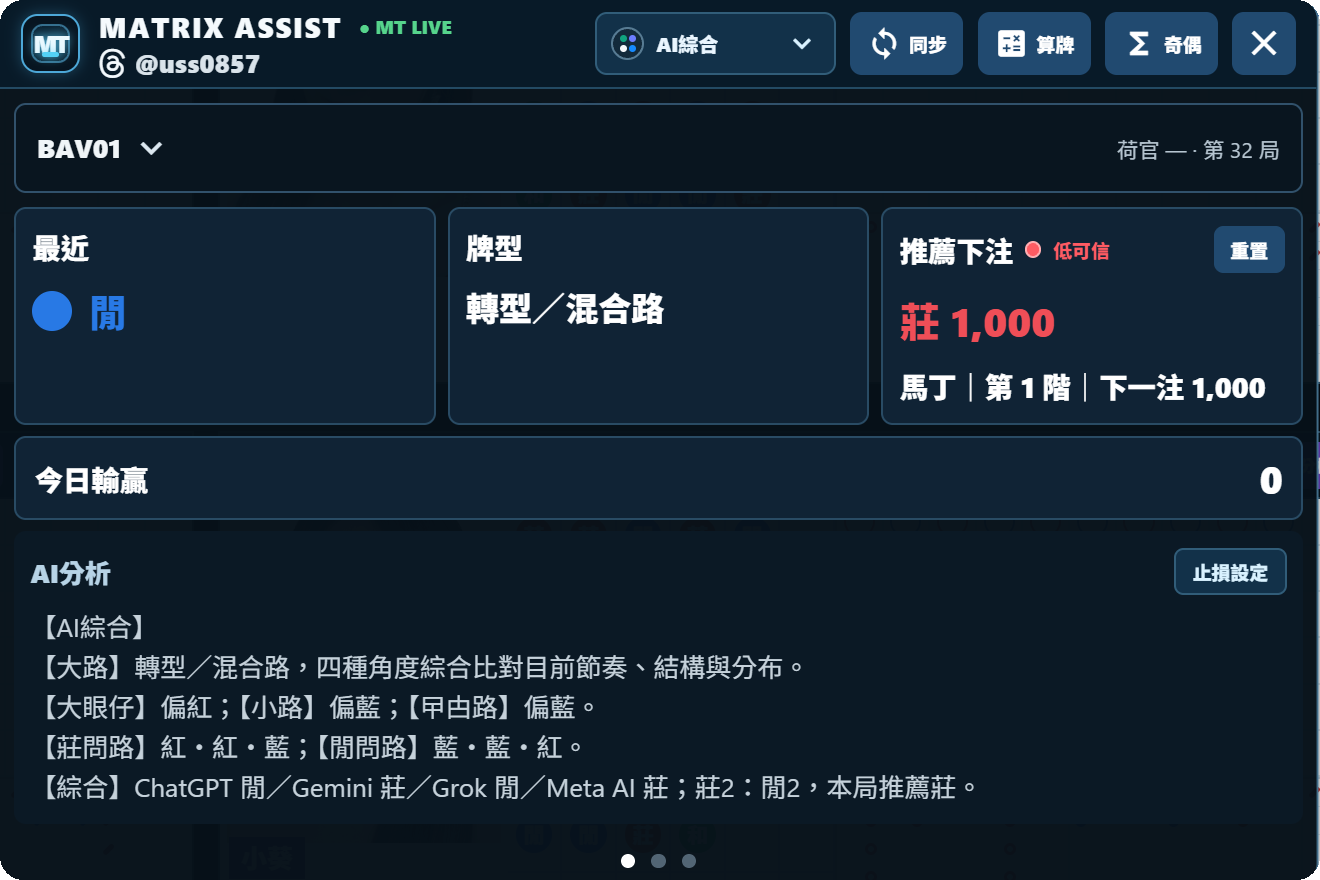 MT
MATRIX ASSIST
MT LIVE
@uss0857
AI綜合
同步
算牌
Σ 奇偶
BAV01
荷官 — · 第 32 局
最近
閒
牌型
轉型／混合路
推薦下注 低可信
重置
莊 1,000
馬丁｜第 1 階｜下一注 1,000
今日輸贏
0
AI分析
止損設定
【AI綜合】
【大路】轉型／混合路，四種角度綜合比對目前節奏、結構與分布。
【大眼仔】偏紅；【小路】偏藍；【曱甴路】偏藍。
【莊問路】紅・紅・藍；【閒問路】藍・藍・紅。
【綜合】ChatGPT 閒／Gemini 莊／Grok 閒／Meta AI 莊；莊2：閒2，本局推薦莊。